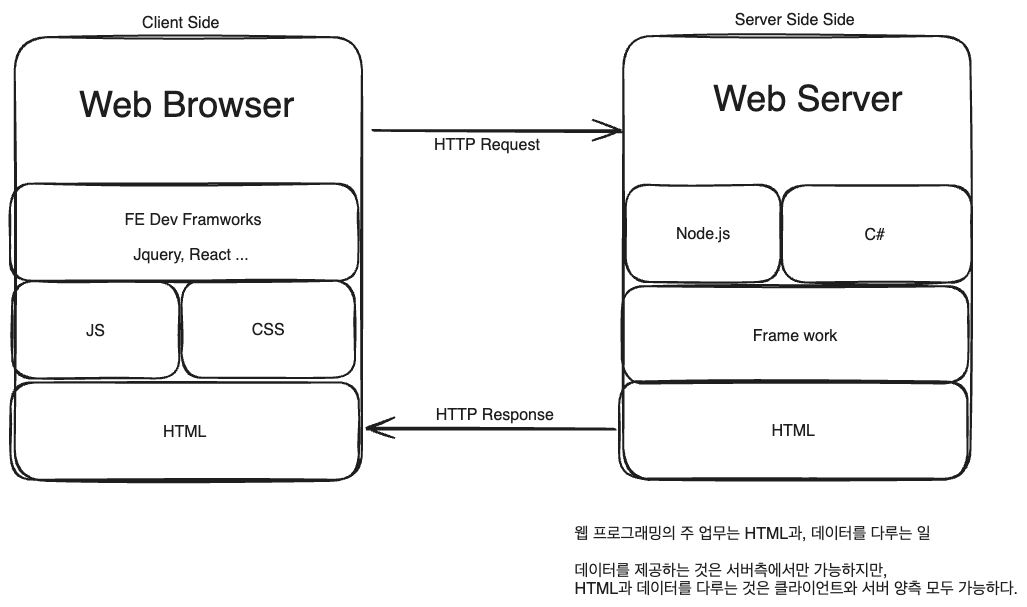 Client Side
Server Side Side
Web Browser
Web Server
HTTP Request
FE Dev Framworks
Jquery, React ...
Node.js
C#
JS
CSS
Frame work
HTTP Response
HTML
HTML
웹 프로그래밍의 주 업무는 HTML과, 데이터를 다루는 일
데이터를 제공하는 것은 서버측에서만 가능하지만,
HTML과 데이터를 다루는 것은 클라이언트와 서버 양측 모두 가능하다.